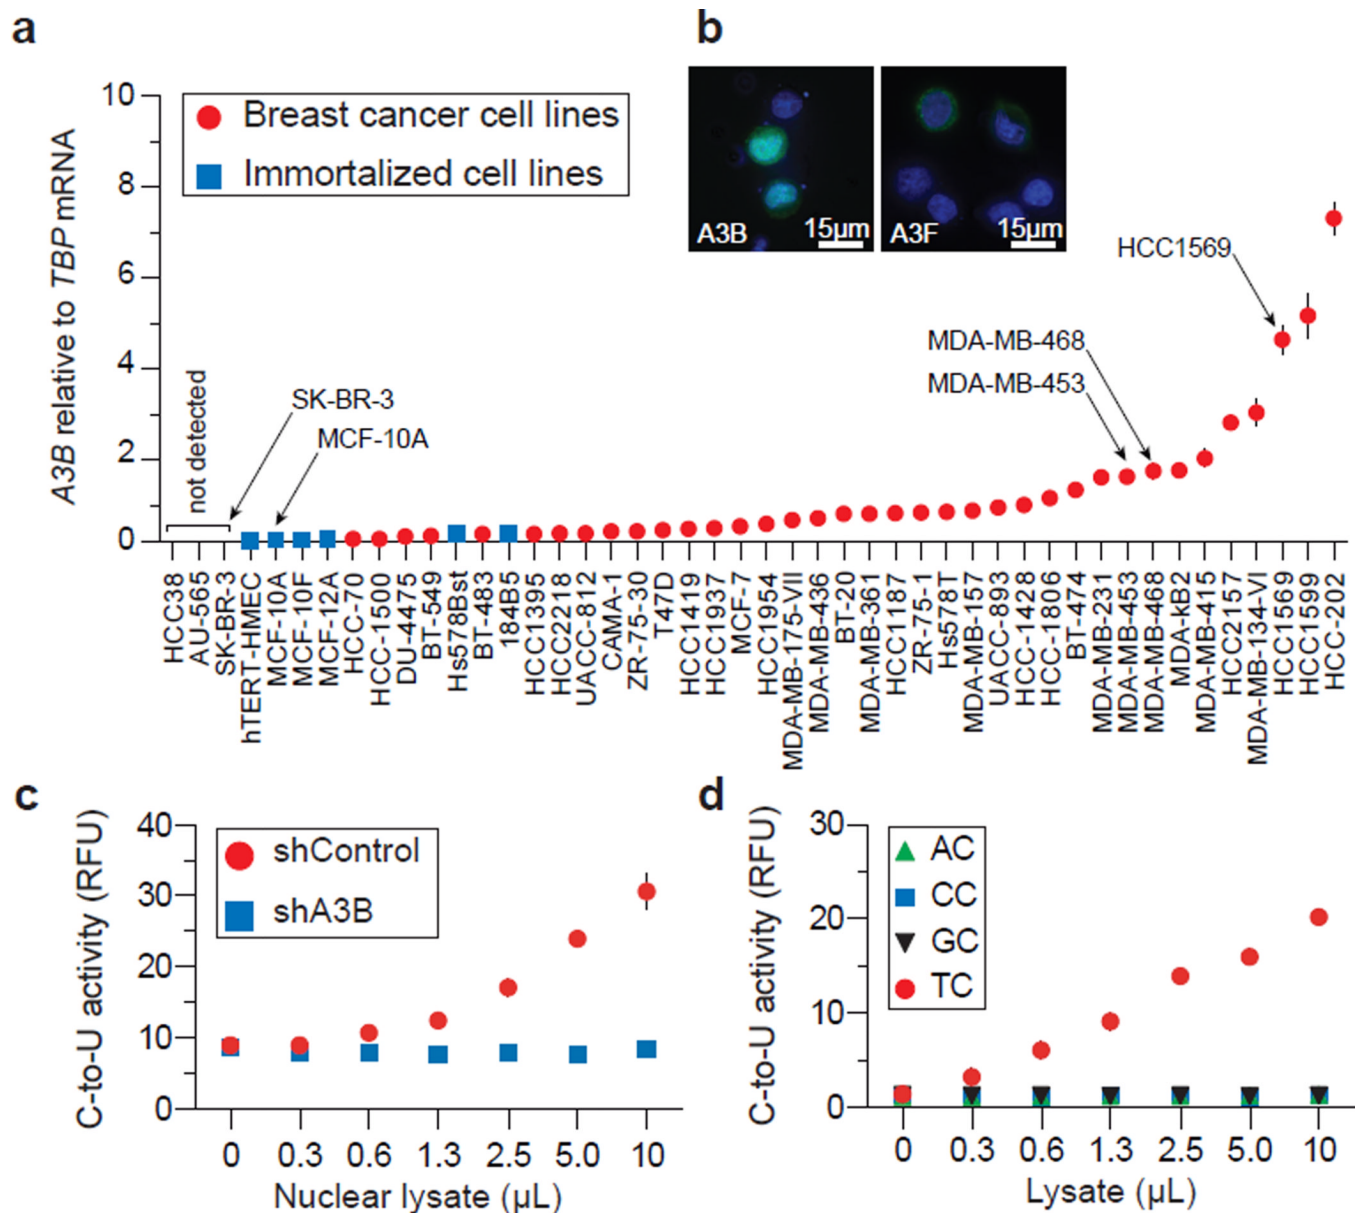 a
A3B relative to TBP mRNA
10
8
6
4
2
0
Breast cancer cell lines
Immortalized cell lines
not detected
SK-BR-3
MCF-10A
MDA-MB-468
MDA-MB-453
HCC1569
HCC38
AU-565
SK-BR-3
hTERT-HMEC
MCF-10A
MCF-10F
MCF-12A
HCC-70
HCC-1500
DU-4475
BT-549
Hs578Bst
BT-483
184B5
HCC1395
HCC2218
UACC-812
CAMA-1
ZR-75-30
T47D
HCC1419
HCC1937
MCF-7
HCC1954
MDA-MB-175-VII
MDA-MB-436
BT-20
MDA-MB-361
HCC1187
ZR-75-1
Hs578T
MDA-MB-157
UACC-893
HCC-1428
HCC-1806
BT-474
MDA-MB-231
MDA-MB-453
MDA-MB-468
MDA-kB2
MDA-MB-415
HCC2157
MDA-MB-134-VI
HCC1569
HCC1599
HCC-202
b
A3B
15µm
A3F
15µm
c
C-to-U activity (RFU)
40
30
20
10
0
shControl
shA3B
0 0.3 0.6 1.3 2.5 5.0 10
Nuclear lysate (µL)
d
C-to-U activity (RFU)
30
20
10
0
AC
CC
GC
TC
0 0.3 0.6 1.3 2.5 5.0 10
Lysate (µL)